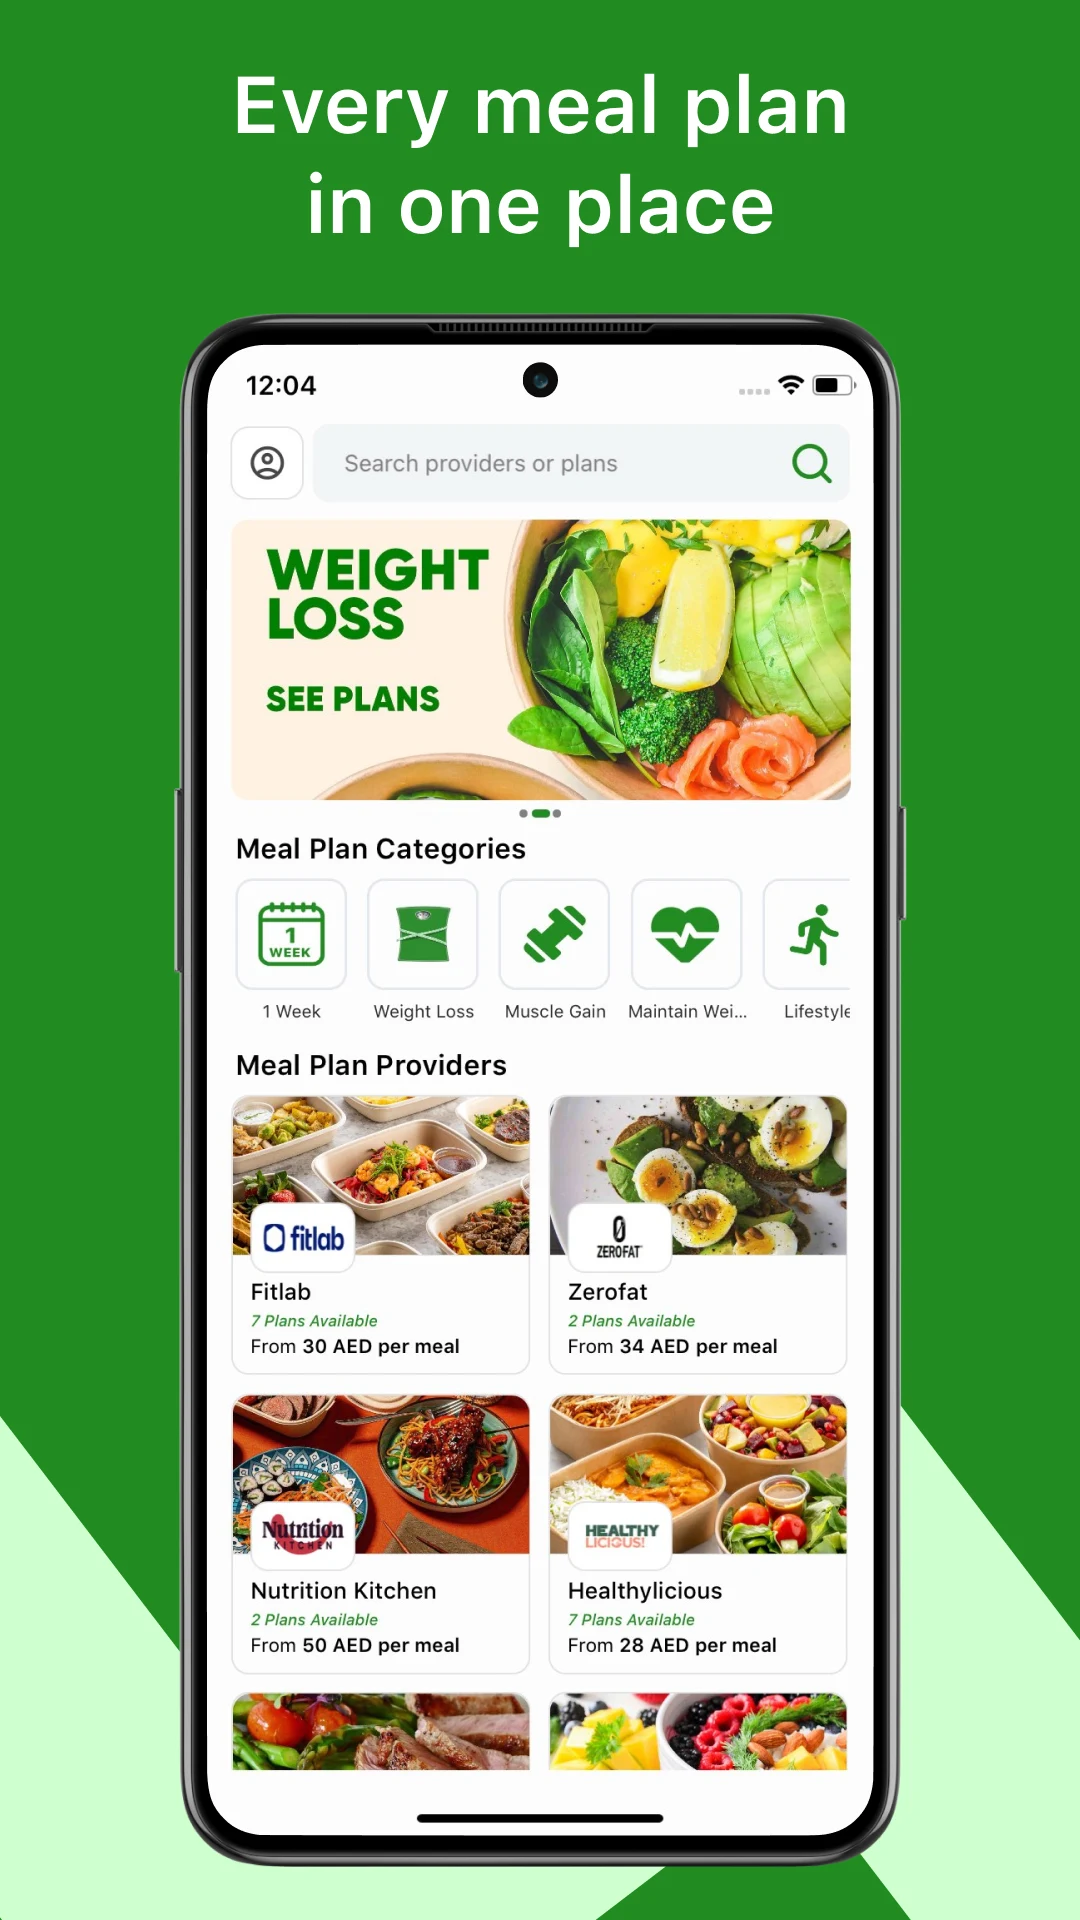 Every meal plan
in one place
12:04
Search providers or plans
WEIGHT
LOSS
SEE PLANS
Meal Plan Categories
1
WEEK
1 Week
Weight Loss
Muscle Gain
Maintain Wei...
Lifestyle
Meal Plan Providers
fitlab
Fitlab
7 Plans Available
From 30 AED per meal
ZEROFAT
Zerofat
2 Plans Available
From 34 AED per meal
Nutrition
KITCHEN
Nutrition Kitchen
2 Plans Available
From 50 AED per meal
HEALTHY
LICIOUS!
Healthylicious
7 Plans Available
From 28 AED per meal